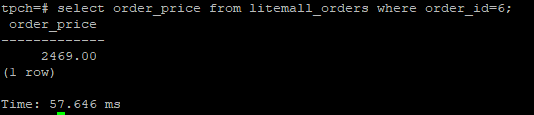 tpch=# select order_price from litemall_orders where order_id=6;
 order_price
-------------
     2469.00
(1 row)

Time: 57.646 ms